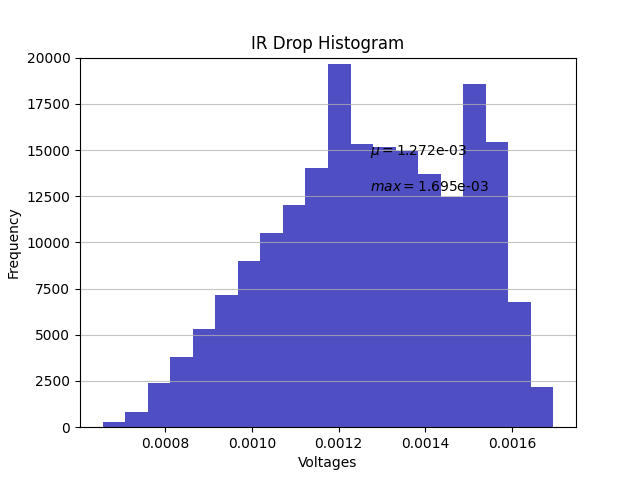 IR Drop Histogram
20000
17500
15000
12500
10000
7500
5000
2500
0
Frequency
μ = 1.272e-03
max = 1.695e-03
0.0008 0.0010 0.0012 0.0014 0.0016
Voltages